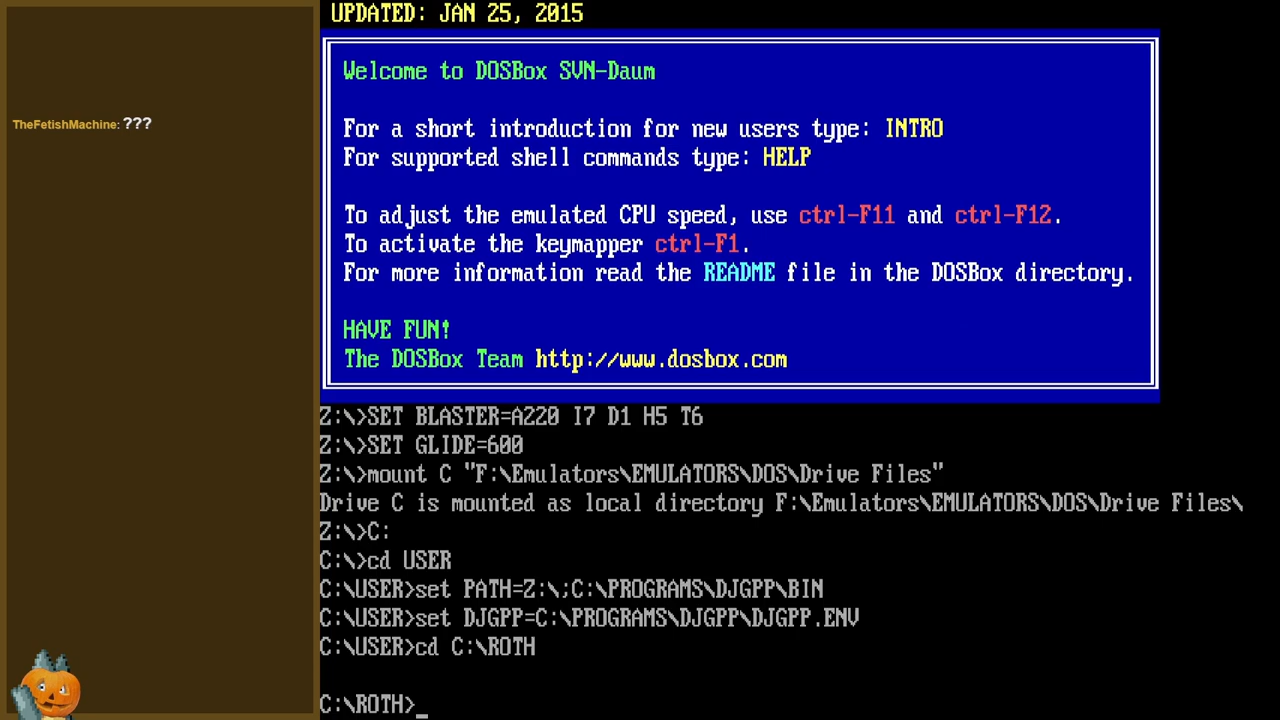 UPDATED: JAN 25, 2015
Welcome to DOSBox SVN-Daum
For a short introduction for new users type: INTRO
For supported shell commands type: HELP
To adjust the emulated CPU speed, use ctrl-F11 and ctrl-F12.
To activate the keymapper ctrl-F1.
For more information read the README file in the DOSBox directory.
HAVE FUN!
The DOSBox Team http://www.dosbox.com
Z:\>SET BLASTER=A220 I7 D1 H5 T6
Z:\>SET GLIDE=600
Z:\>mount C "F:\Emulators\EMULATORS\DOS\Drive Files"
Drive C is mounted as local directory F:\Emulators\EMULATORS\DOS\Drive Files\
Z:\>C:
C:\>cd USER
C:\USER>set PATH=Z:\;C:\PROGRAMS\DJGPP\BIN
C:\USER>set DJGPP=C:\PROGRAMS\DJGPP\DJGPP.ENV
C:\USER>cd C:\ROTH
C:\ROTH>_
TheFetishMachine: ???